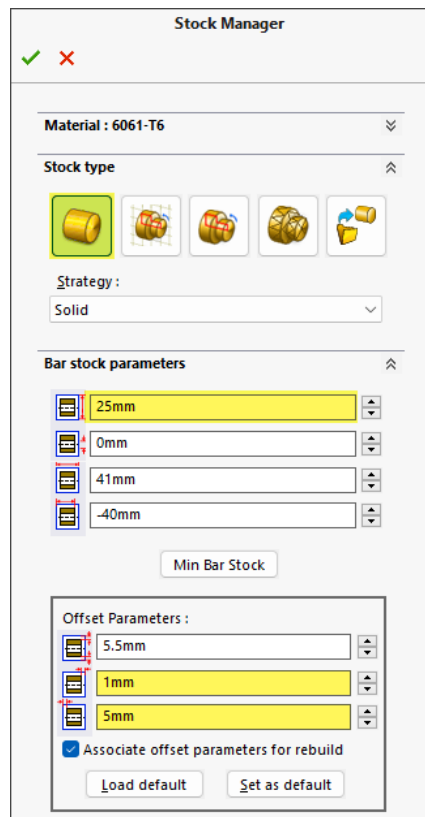 Stock Manager
Material : 6061-T6
Stock type
Strategy :
Solid
Bar stock parameters
25mm
0mm
41mm
-40mm
Min Bar Stock
Offset Parameters :
5.5mm
1mm
5mm
Associate offset parameters for rebuild
Load default Set as default